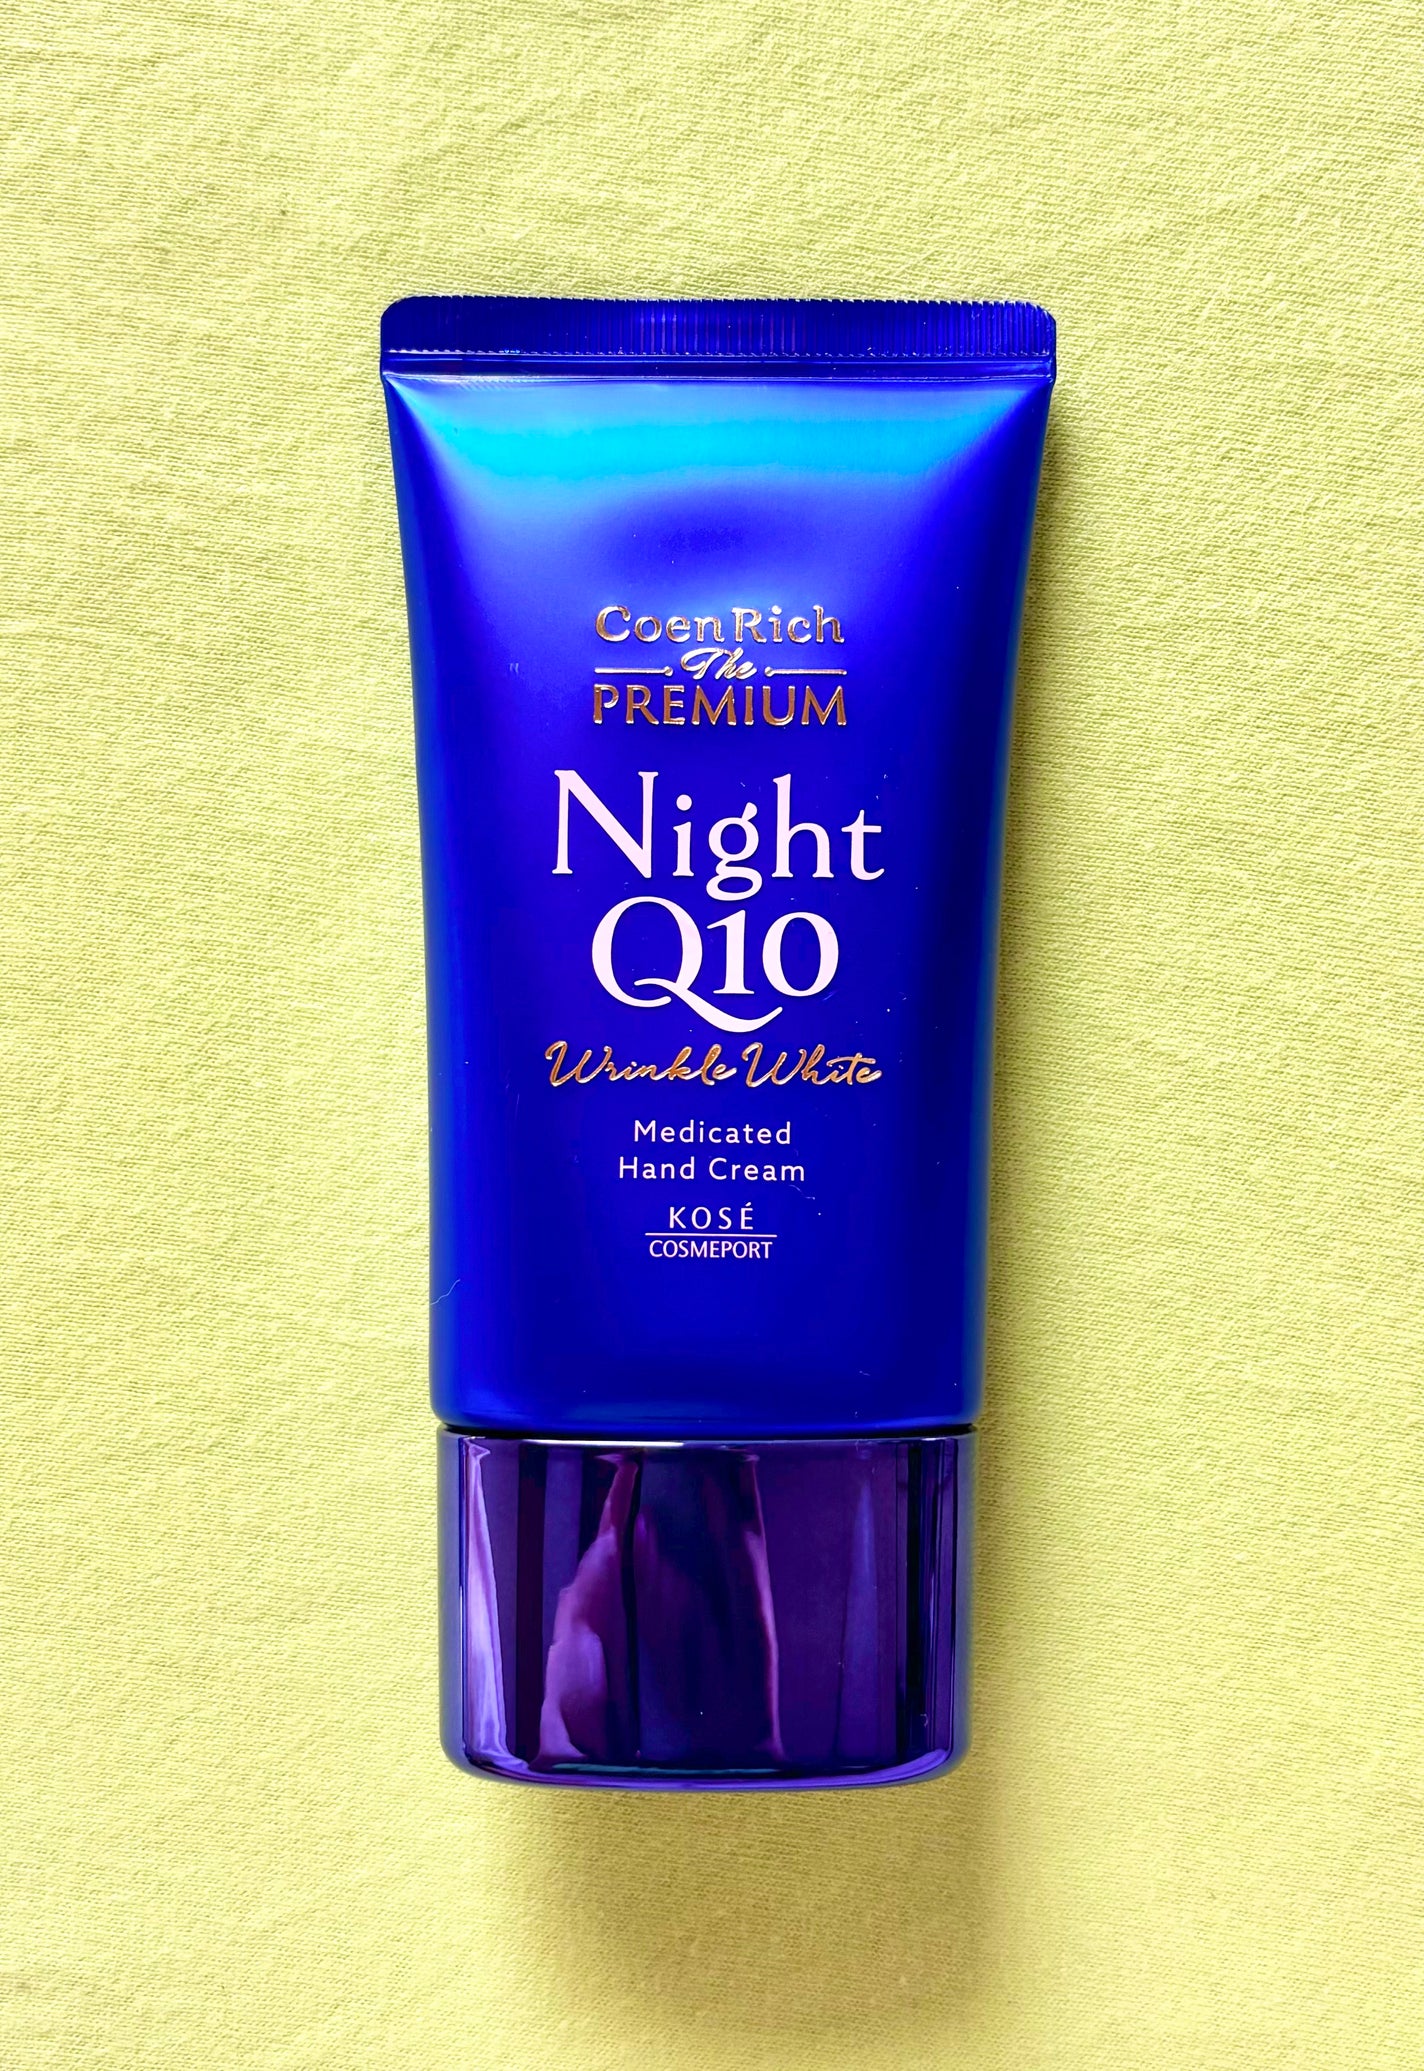 CoenRich
The
PREMIUM
Night
Q10
Wrinkle White
Medicated
Hand Cream
KOSÉ
COSMEPORT